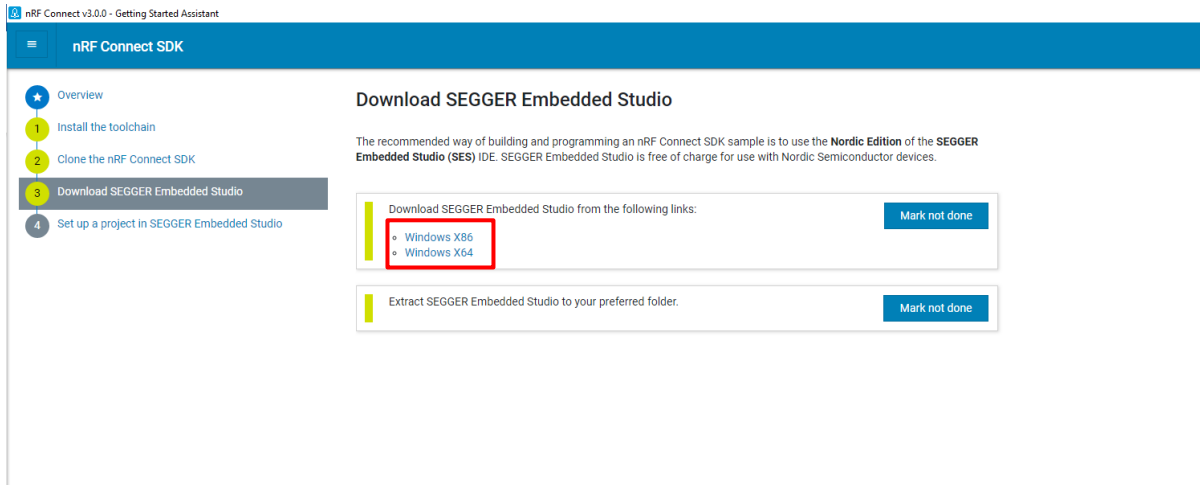 nRF Connect v3.0.0 - Getting Started Assistant
nRF Connect SDK
Overview
1 Install the toolchain
2 Clone the nRF Connect SDK
3 Download SEGGER Embedded Studio
4 Set up a project in SEGGER Embedded Studio
Download SEGGER Embedded Studio
The recommended way of building and programming an nRF Connect SDK sample is to use the Nordic Edition of the SEGGER
Embedded Studio (SES) IDE. SEGGER Embedded Studio is free of charge for use with Nordic Semiconductor devices.
Download SEGGER Embedded Studio from the following links:
Mark not done
Windows X86
Windows X64
Extract SEGGER Embedded Studio to your preferred folder.
Mark not done